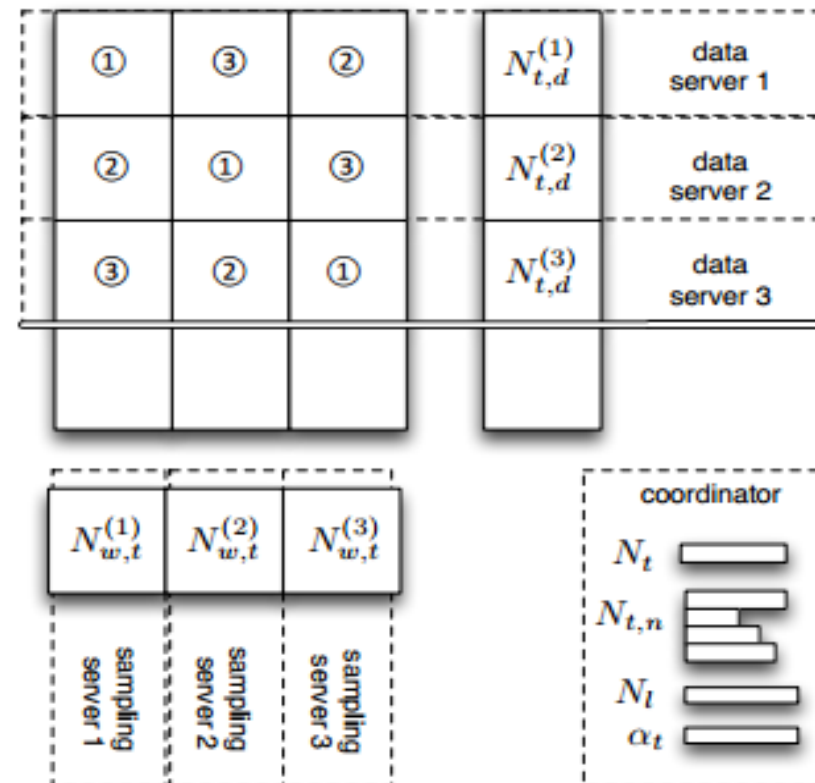 ① ③ ② N_{t,d}^{(1)} data
server 1
② ① ③ N_{t,d}^{(2)} data
server 2
③ ② ① N_{t,d}^{(3)} data
server 3
N_{w,t}^{(1)} N_{w,t}^{(2)} N_{w,t}^{(3)}
sampling
server 1
sampling
server 2
sampling
server 3
coordinator
N_t
N_{t,n}
N_l
α_t